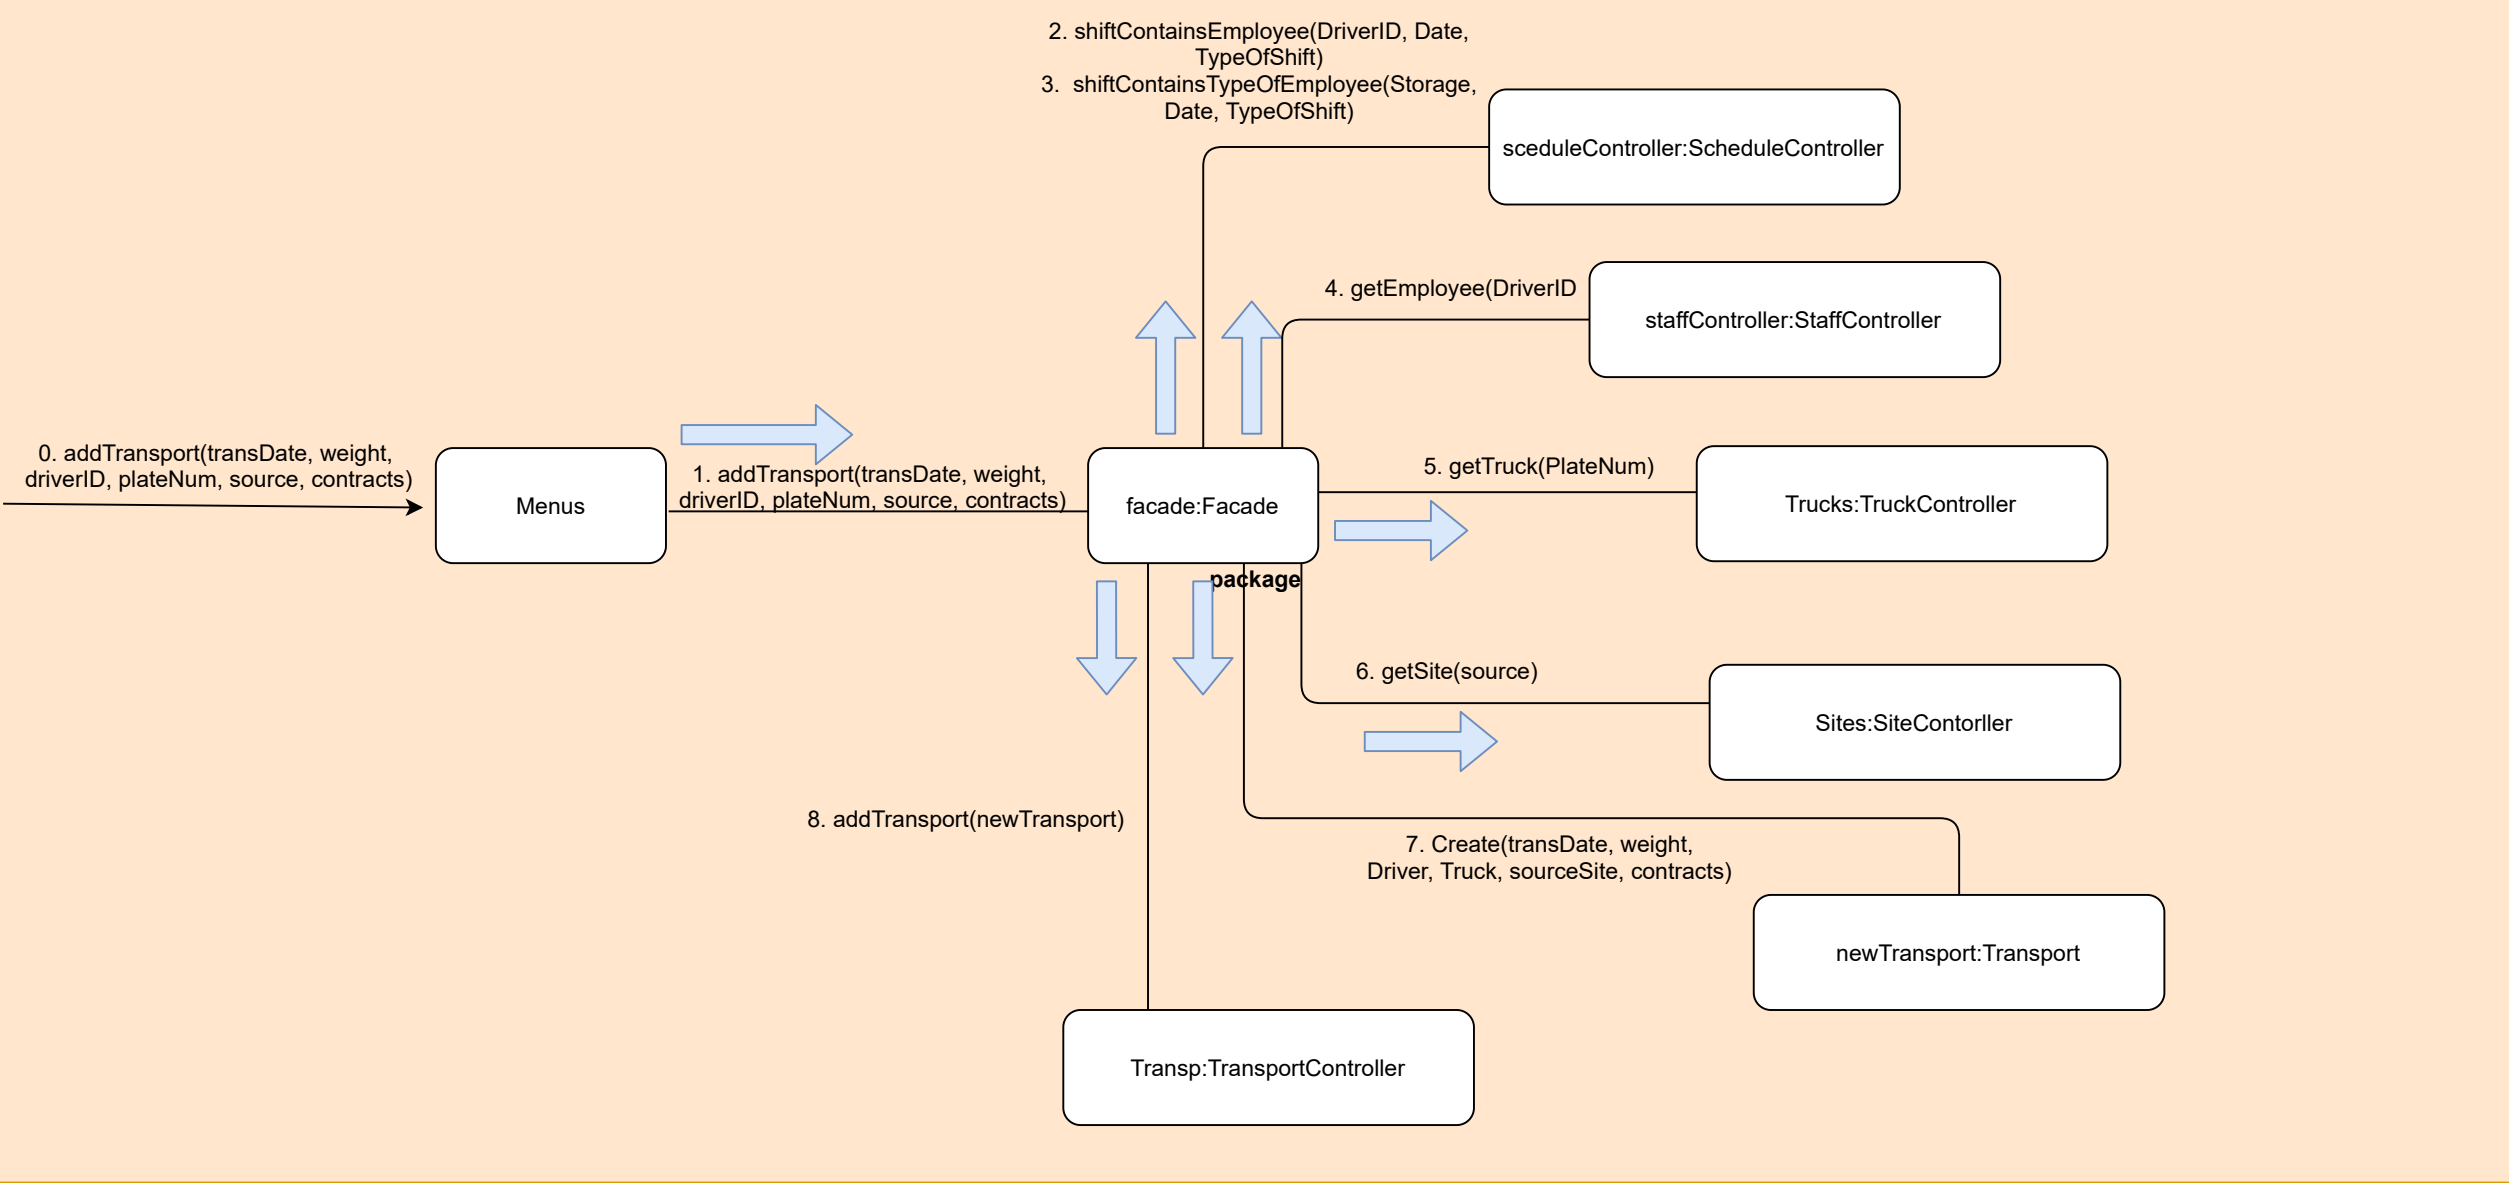 2. shiftContainsEmployee(DriverID, Date,
TypeOfShift)
3.  shiftContainsTypeOfEmployee(Storage,
Date, TypeOfShift)
sceduleController:ScheduleController
4. getEmployee(DriverID
staffController:StaffController
0. addTransport(transDate, weight,
driverID, plateNum, source, contracts)
Menus
1. addTransport(transDate, weight,
driverID, plateNum, source, contracts)
facade:Facade
5. getTruck(PlateNum)
Trucks:TruckController
package
6. getSite(source)
Sites:SiteContorller
8. addTransport(newTransport)
7. Create(transDate, weight,
Driver, Truck, sourceSite, contracts)
newTransport:Transport
Transp:TransportController